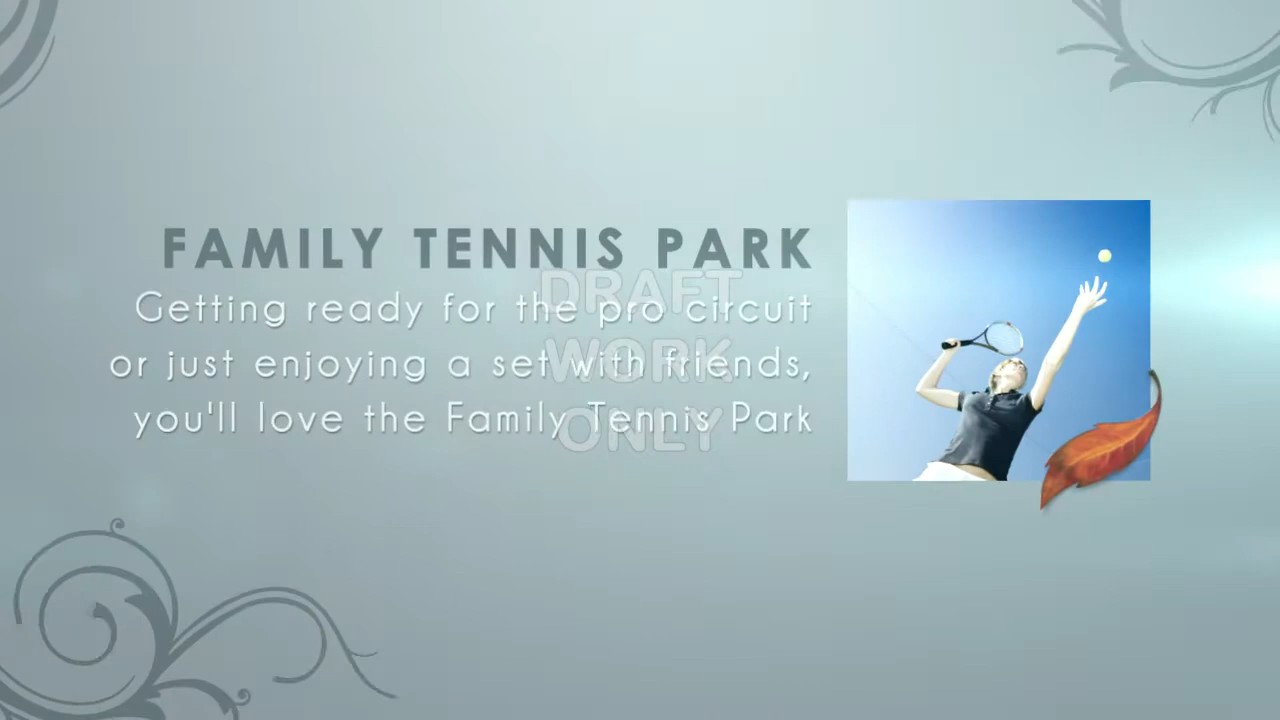 FAMILY TENNIS PARK
Getting ready for the pro circuit
or just enjoying a set with friends,
you'll love the Family Tennis Park
DRAFT
WORK
ONLY